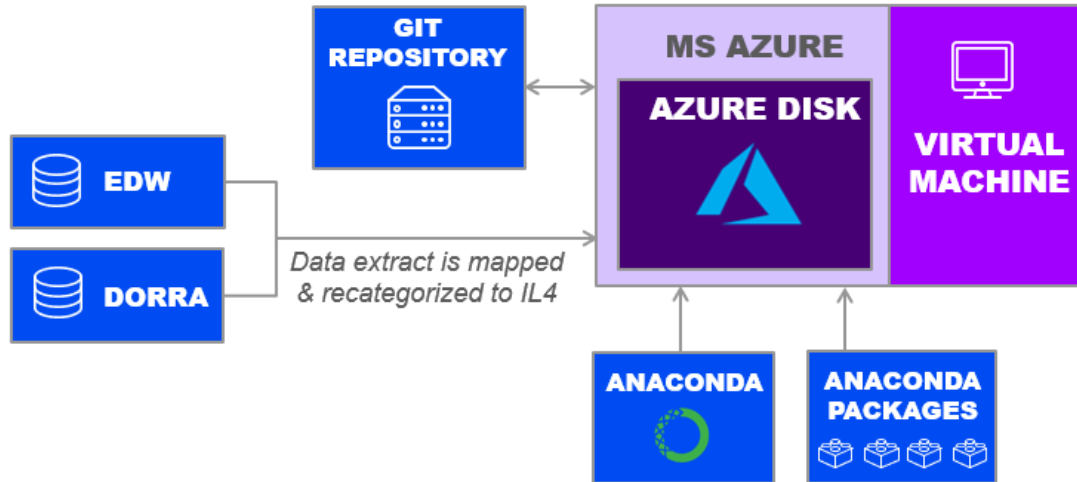 GIT
REPOSITORY
MS AZURE
AZURE DISK
VIRTUAL
MACHINE
EDW
DORRA
Data extract is mapped
& recategorized to IL4
ANACONDA
ANACONDA
PACKAGES